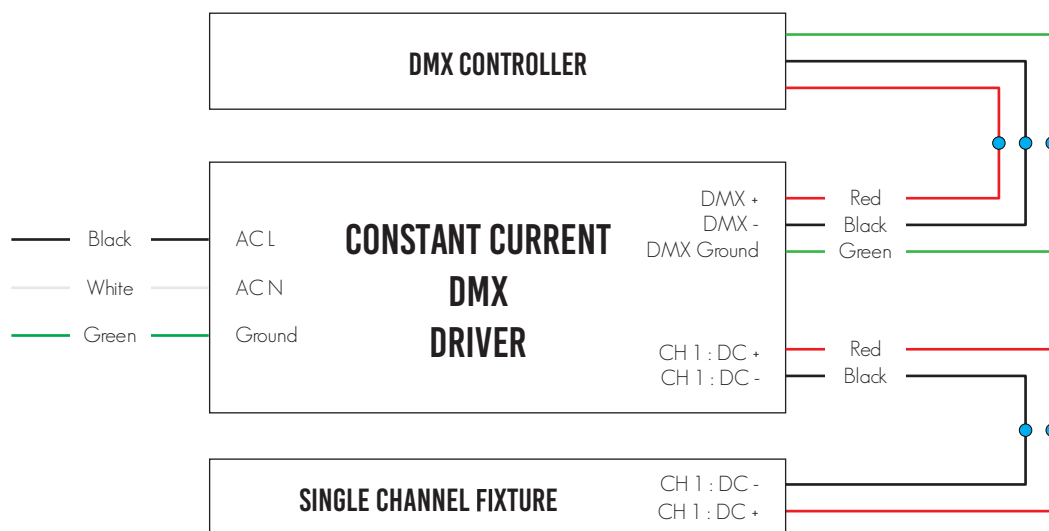 DMX CONTROLLER
DMX +
Red
DMX -
Black
DMX Ground
Green
Black
AC L
White
AC N
Green
Ground
CONSTANT CURRENT
DMX
DRIVER
CH 1 : DC +
Red
CH 1 : DC -
Black
SINGLE CHANNEL FIXTURE
CH 1 : DC -
CH 1 : DC +